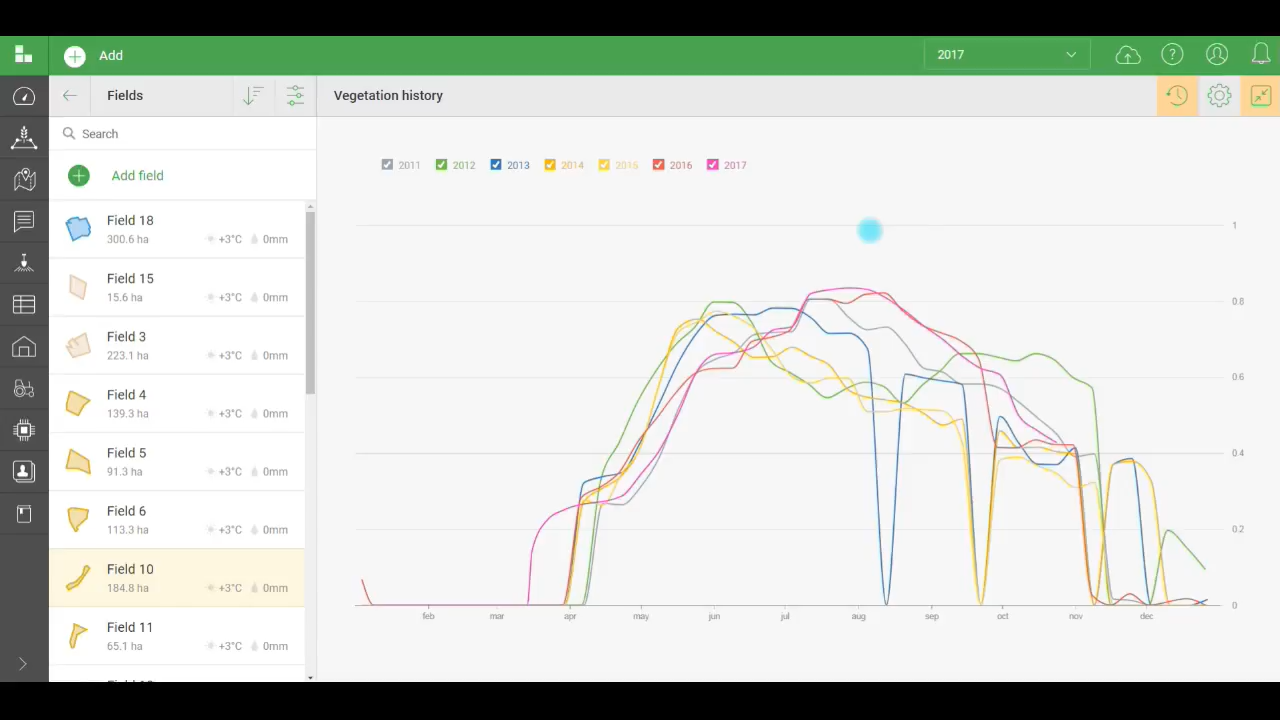 Add
2017
Fields
Vegetation history
Search
2011 2012 2013 2014 2015 2016 2017
Add field
Field 18
300.6 ha +3°C 0mm
Field 15
15.6 ha +3°C 0mm
Field 3
223.1 ha +3°C 0mm
Field 4
139.3 ha +3°C 0mm
Field 5
91.3 ha +3°C 0mm
Field 6
113.3 ha +3°C 0mm
Field 10
184.8 ha +3°C 0mm
Field 11
65.1 ha +3°C 0mm
1
0.8
0.6
0.4
0.2
0
feb mar apr may jun jul aug sep oct nov dec